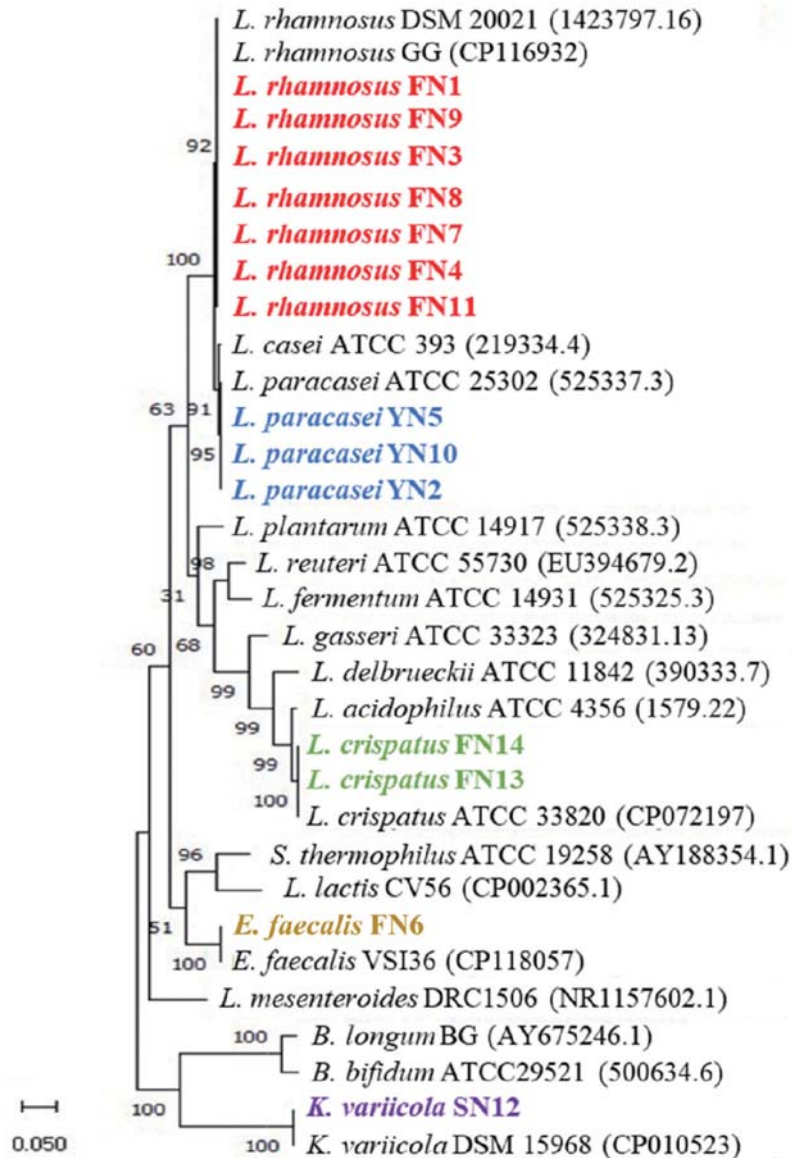 L. rhamnosus DSM 20021 (1423797.16)
L. rhamnosus GG (CP116932)
L. rhamnosus FN1
L. rhamnosus FN9
92
L. rhamnosus FN3
L. rhamnosus FN8
L. rhamnosus FN7
100
L. rhamnosus FN4
L. rhamnosus FN11
L. casei ATCC 393 (219334.4)
L. paracasei ATCC 25302 (525337.3)
63 91
L. paracasei YN5
95
L. paracasei YN10
L. paracasei YN2
L. plantarum ATCC 14917 (525338.3)
98
L. reuteri ATCC 55730 (EU394679.2)
31
L. fermentum ATCC 14931 (525325.3)
60 68
L. gasseri ATCC 33323 (324831.13)
99
L. delbrueckii ATCC 11842 (390333.7)
99
L. acidophilus ATCC 4356 (1579.22)
L. crispatus FN14
99
L. crispatus FN13
100
L. crispatus ATCC 33820 (CP072197)
96
S. thermophilus ATCC 19258 (AY188354.1)
L. lactis CV56 (CP002365.1)
51
E. faecalis FN6
100
E. faecalis VSI36 (CP118057)
L. mesenteroides DRC1506 (NR1157602.1)
100
B. longum BG (AY675246.1)
B. bifidum ATCC29521 (500634.6)
100
K. variicola SN12
0.050
100
K. variicola DSM 15968 (CP010523)